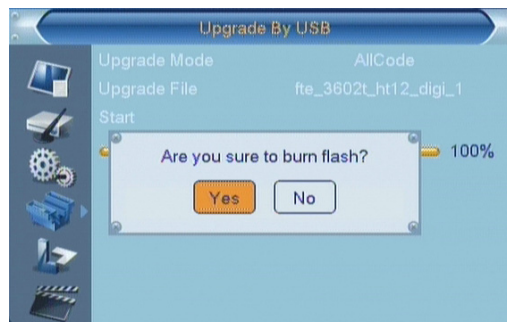 Upgrade By USB
Upgrade Mode AllCode
Upgrade File fte_3602t_ht12_digi_1
Start
Are you sure to burn flash?
100%
Yes No